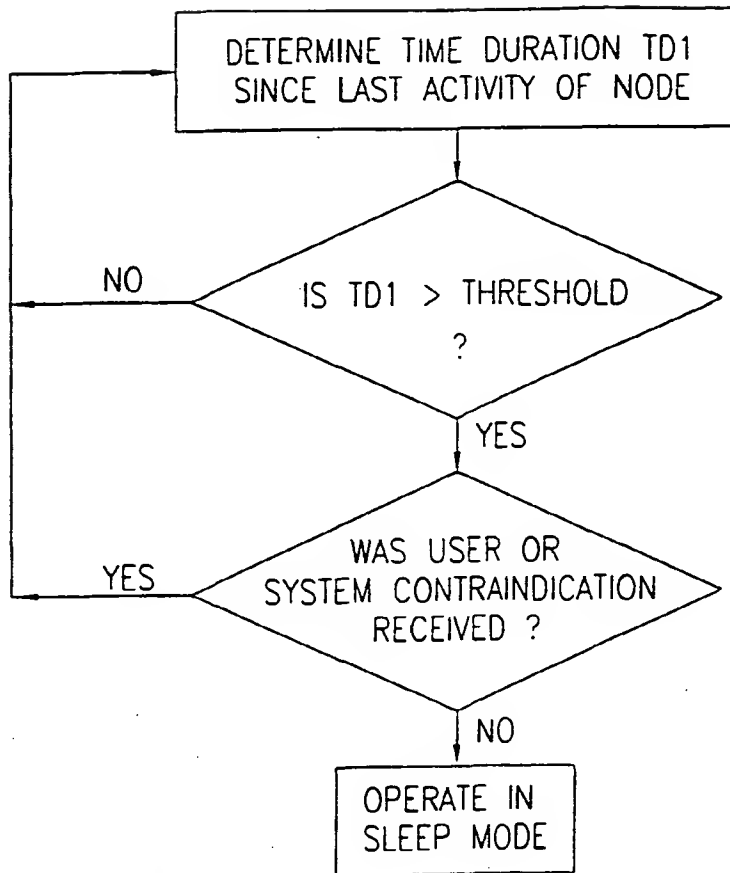 DETERMINE TIME DURATION TD1
SINCE LAST ACTIVITY OF NODE
NO
IS TD1 > THRESHOLD
?
YES
WAS USER OR
SYSTEM CONTRAINDICATION
RECEIVED ?
YES
NO
OPERATE IN
SLEEP MODE